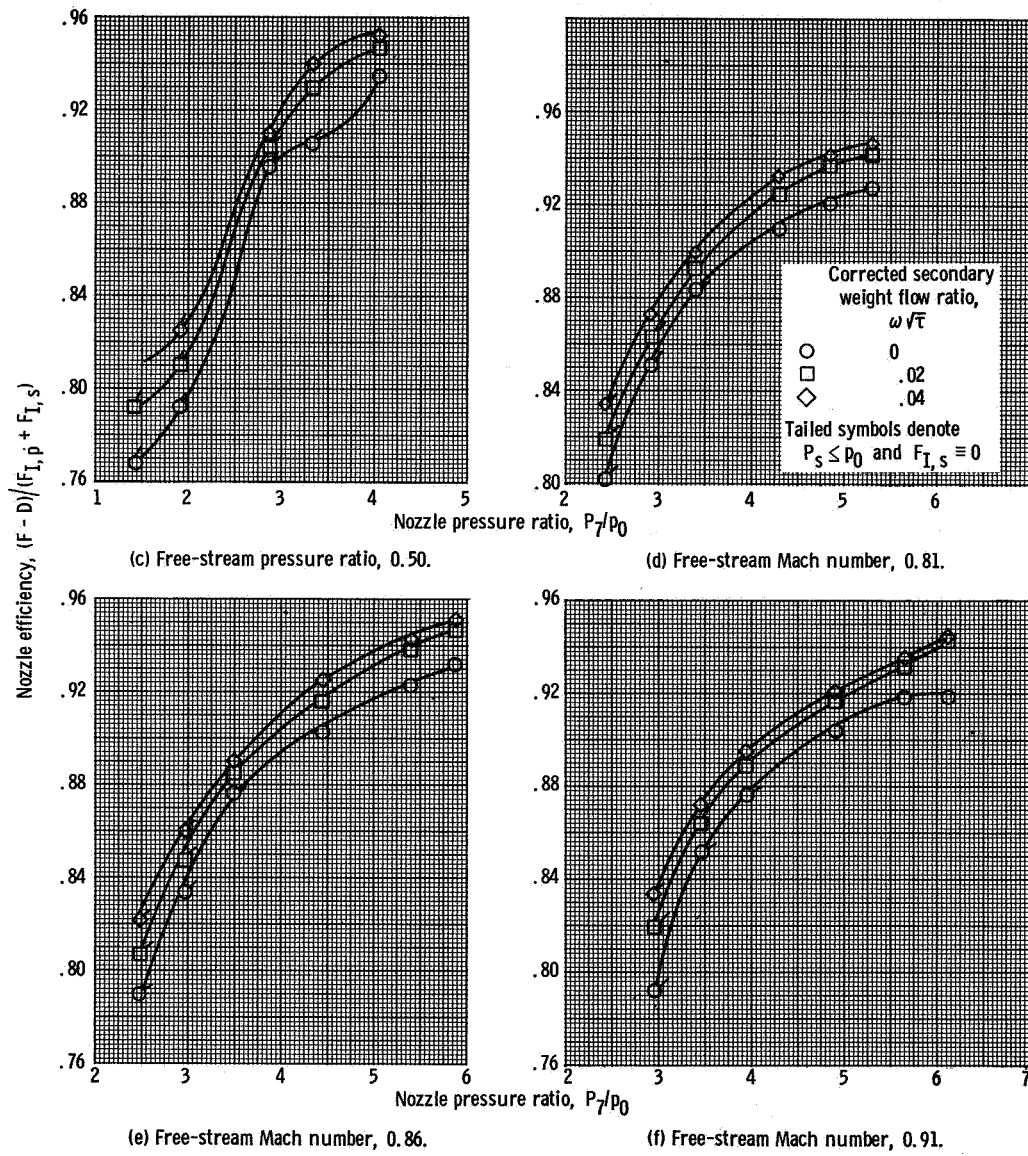 Nozzle efficiency, (F - D)/(F_I, p + F_I, s)
.96
.92
.88
.84
.80
.76
1 2 3 4 5
(c) Free-stream pressure ratio, 0.50.
.96
.92
.88
.84
.80
2 3 4 5 6 7
Corrected secondary
weight flow ratio,
ω√τ
0
.02
.04
Tailed symbols denote
P_s ≤ p_0 and F_I, s ≡ 0
Nozzle pressure ratio, P_7/p_0
(d) Free-stream Mach number, 0.81.
.96
.92
.88
.84
.80
.76
2 3 4 5 6
(e) Free-stream Mach number, 0.86.
.96
.92
.88
.84
.80
.76
2 3 4 5 6 7
Nozzle pressure ratio, P_7/p_0
(f) Free-stream Mach number, 0.91.